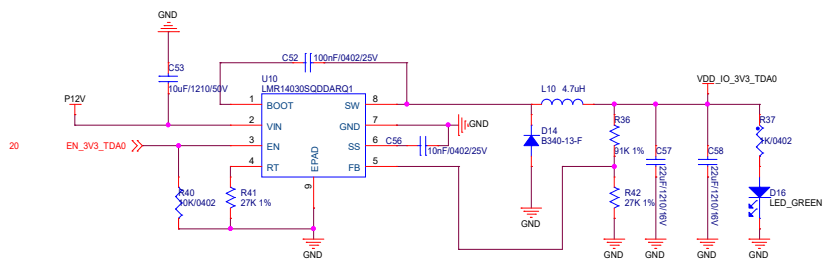 GND
C52
100nF/0402/25V
C53
10uF/1210/50V
U10
LMR14030SQDDARQ1
L10 4.7uH
VDD_IO_3V3_TDA0
P12V
1 BOOT SW 8
2 VIN GND 7
GND
3 EN SS 6
4 RT FB 5
EPAD
9
20 EN_3V3_TDA0
C56
10nF/0402/25V
D14
B340-13-F
R36
91K 1%
C57
22uF/1210/16V
C58
22uF/1210/16V
R37
1K/0402
R40
10K/0402
R41
27K 1%
R42
27K 1%
D16
LED_GREEN
GND
GND
GND
GND
GND
GND